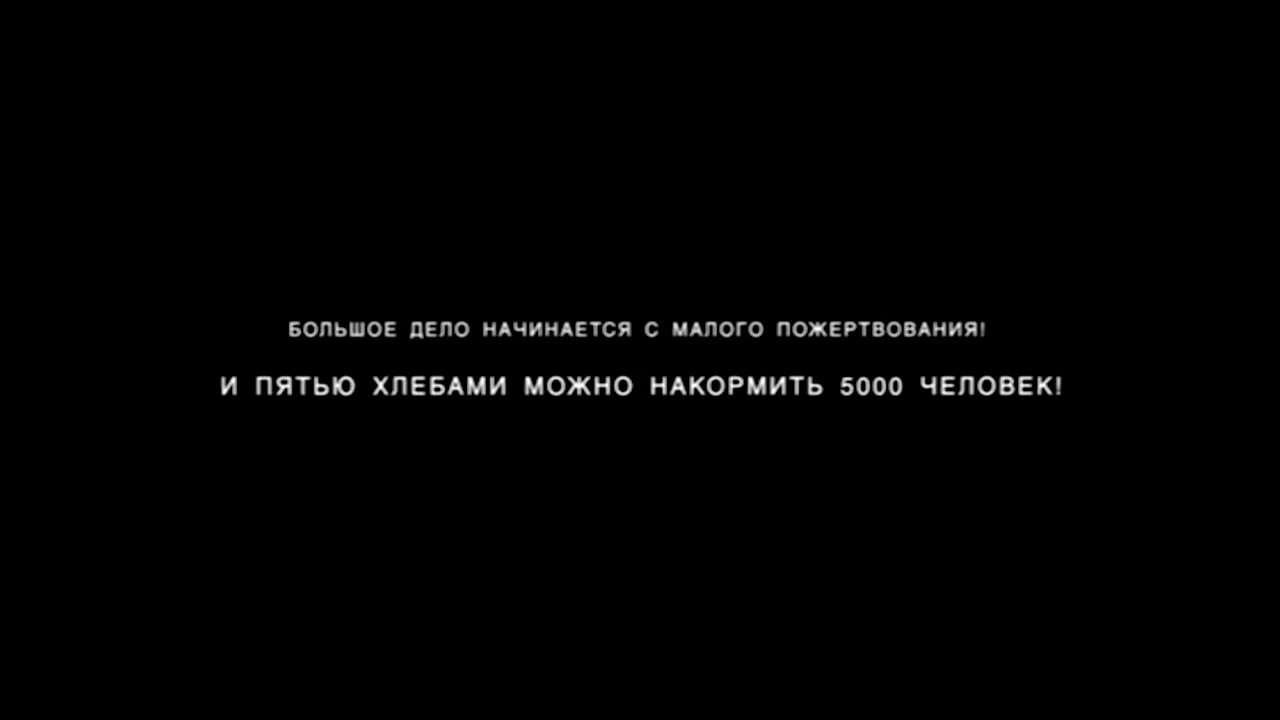 БОЛЬШОЕ ДЕЛО НАЧИНАЕТСЯ С МАЛОГО ПОЖЕРТВОВАНИЯ!
И ПЯТЬЮ ХЛЕБАМИ МОЖНО НАКОРМИТЬ 5000 ЧЕЛОВЕК!